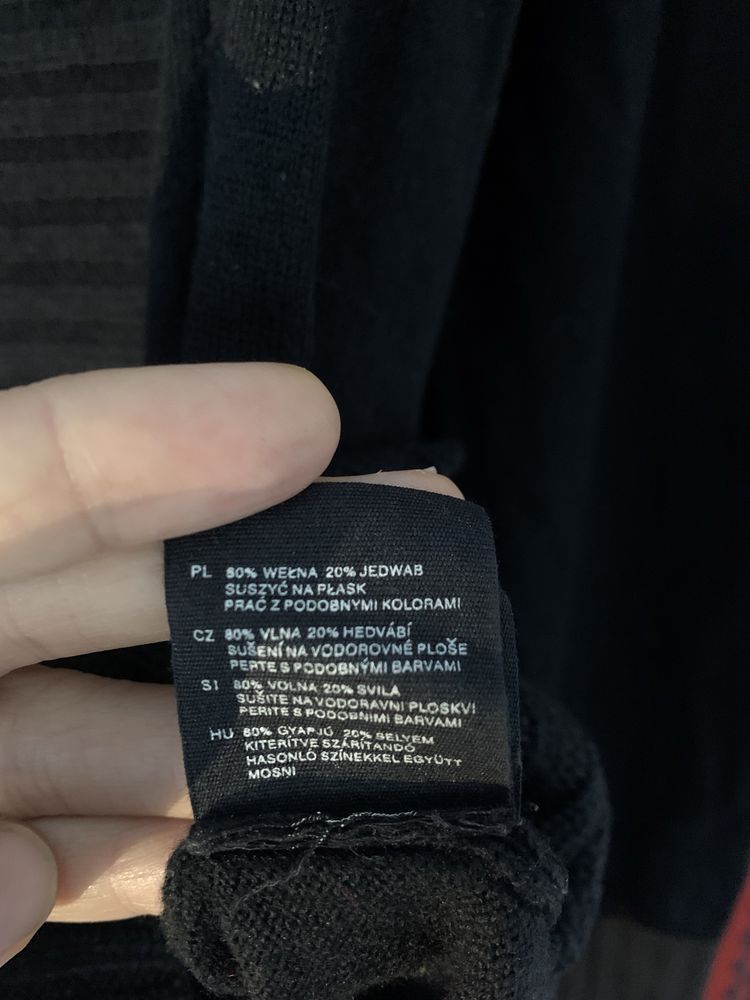 PL 80% WEŁNA 20% JEDWAB
SUSZYĆ NA PŁASK
PRAĆ Z PODOBNYMI KOLORAMI
CZ 80% VLNA 20% HEDVÁBÍ
SUŠENÍ NA VODOROVNÉ PLOŠE
PERTE S PODOBNÝMI BARVAMI
SI 80% VOLNA 20% SVILA
SUŠITE NA VODORAVNI PLOSKVI
PERITE S PODOBNIMI BARVAMI
HU 80% GYAPJÚ 20% SELYEM
KITERÍTVE SZÁRÍTANDÓ
HASONLÓ SZÍNEKKEL EGYÜTT
MOSNI